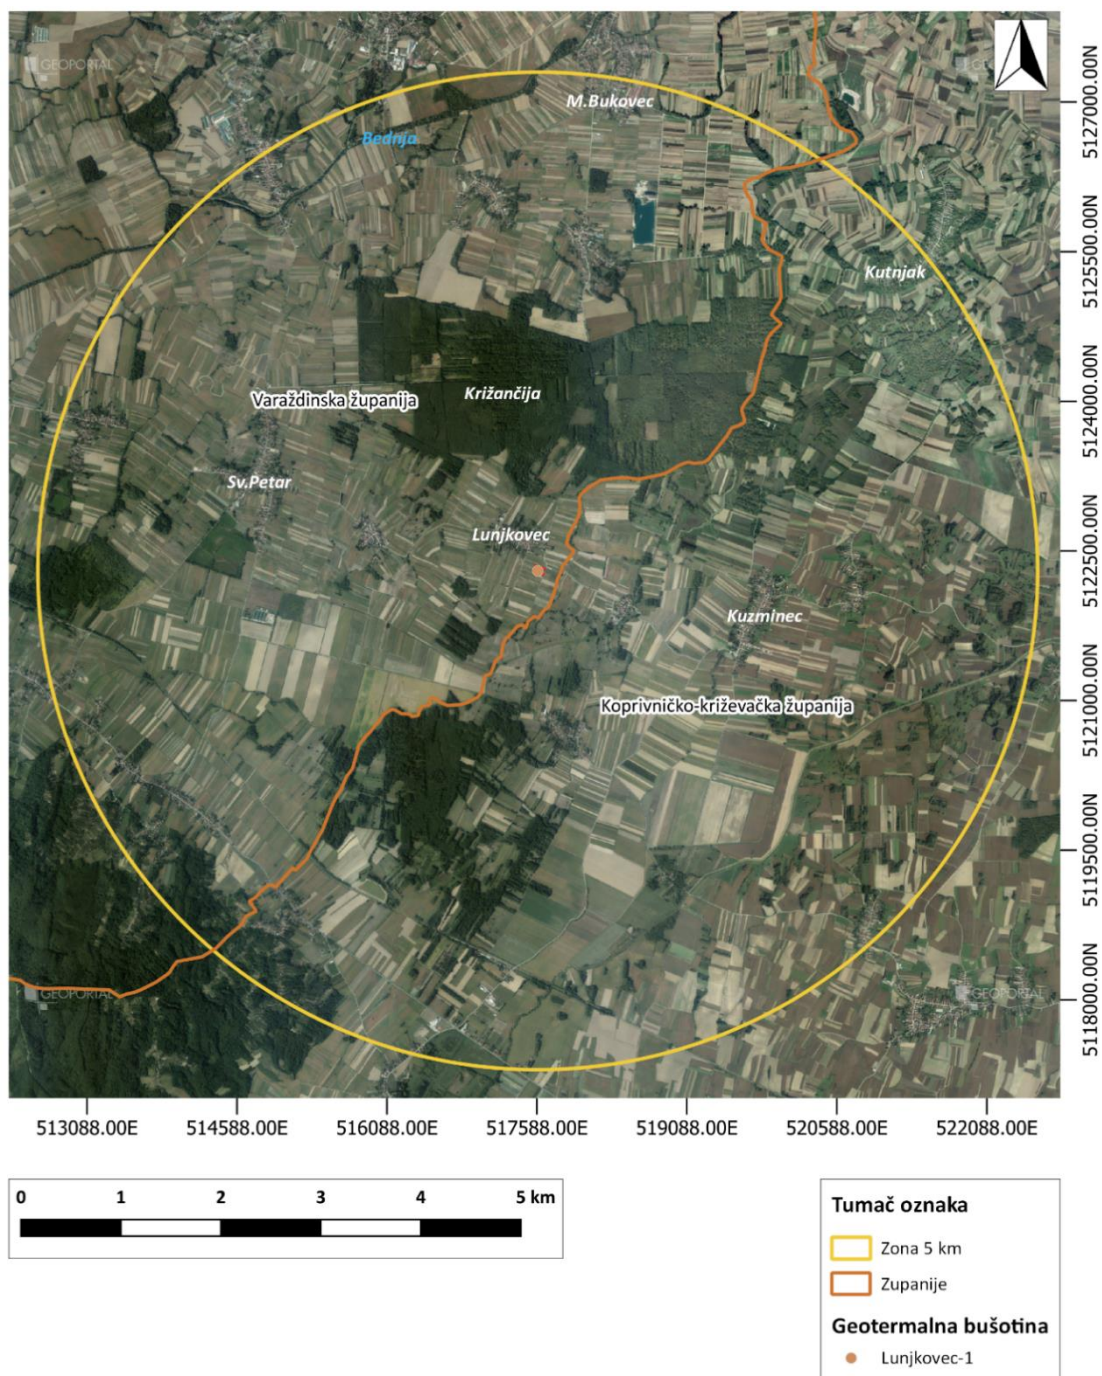 GEOPORTAL
M.Bukovec
Bednja
5127000.00N
Kutnjak
5125500.00N
Varaždinska županija
Križančija
5124000.00N
Sv.Petar
Lunjkovec
5122500.00N
Kuzminec
Koprivničko-križevačka županija
5121000.00N
5119500.00N
GEOPORTAL
GEOPORTAL
5118000.00N
513088.00E 514588.00E 516088.00E 517588.00E 519088.00E 520588.00E 522088.00E
0 1 2 3 4 5 km
Tumač oznaka
Zona 5 km
Zupanije
Geotermalna bušotina
Lunjkovec-1